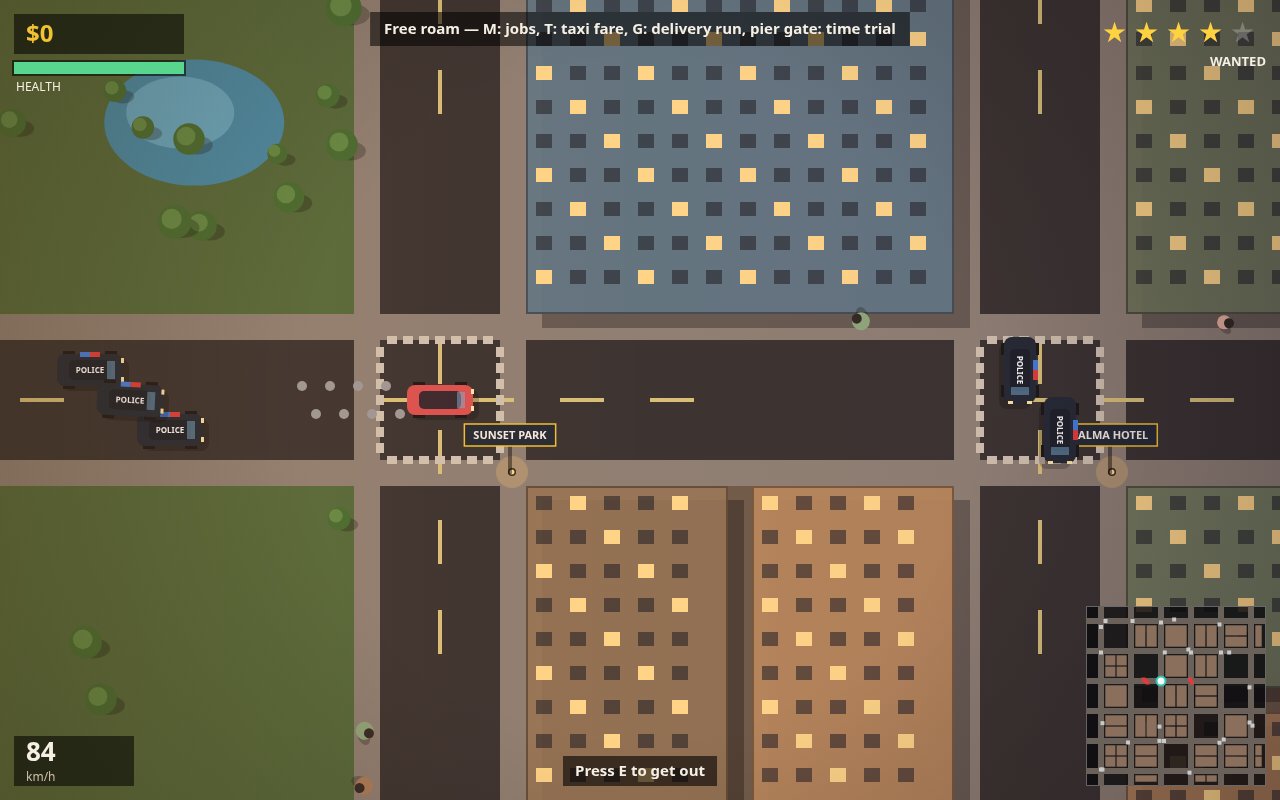 $0
Free roam — M: jobs, T: taxi fare, G: delivery run, pier gate: time trial
WANTED
HEALTH
POLICE
POLICE
POLICE
POLICE
POLICE
SUNSET PARK
ALMA HOTEL
84
km/h
Press E to get out